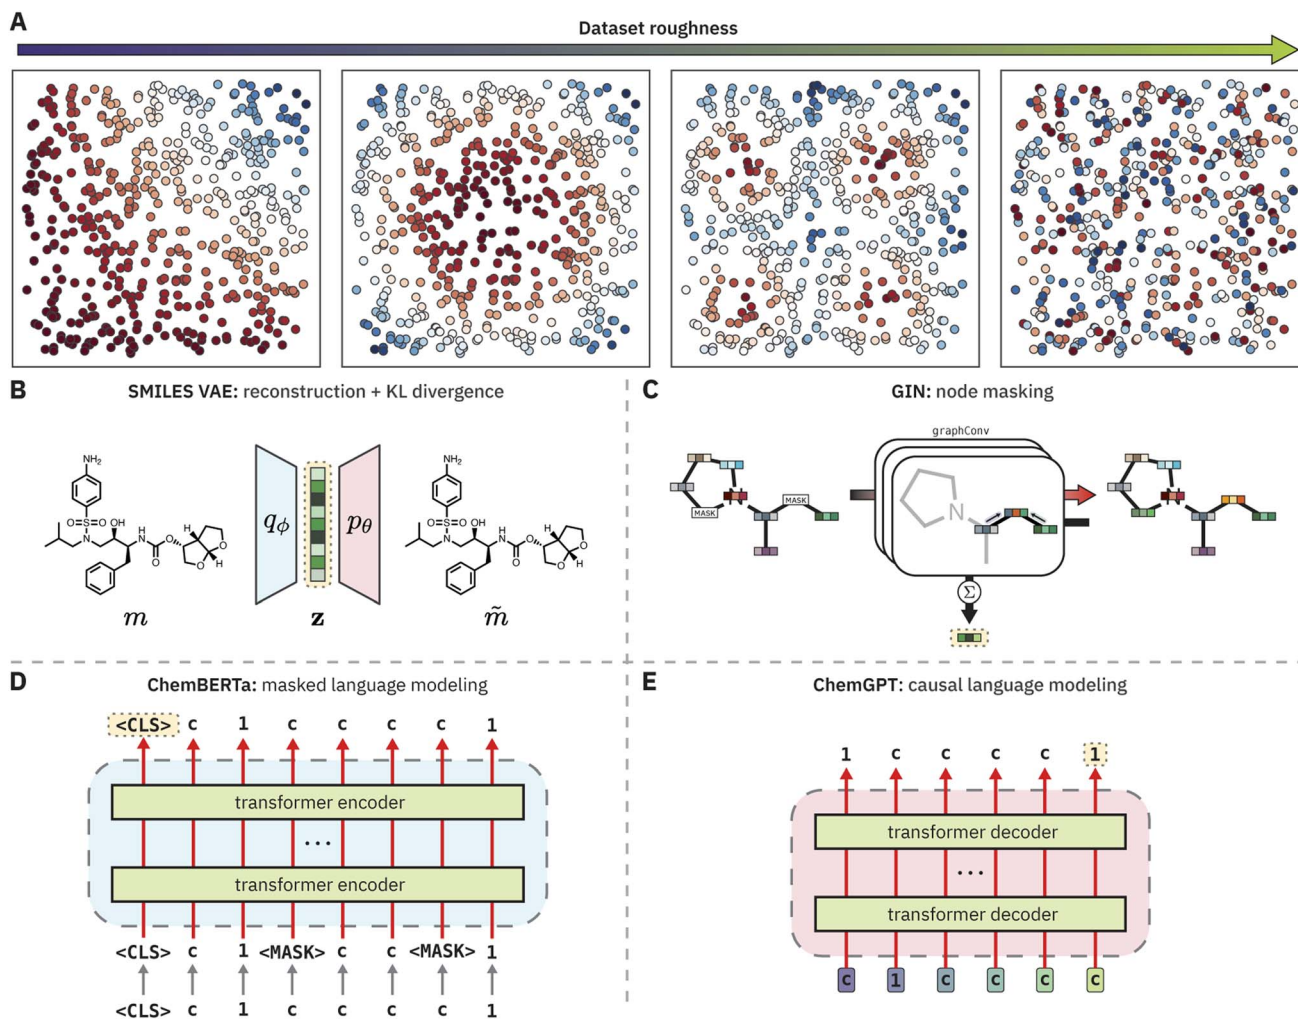 A
Dataset roughness
B
SMILES VAE: reconstruction + KL divergence
NH₂
O=S=O
OH
N
H
N
O
O
H
O
O
H
qϕ
pθ
NH₂
O=S=O
OH
N
H
N
O
O
H
O
O
H
m
z
m̃
C
GIN: node masking
graphConv
MASK
MASK
N
N
N
Σ
D
ChemBERTa: masked language modeling
<CLS> c 1 c c c c 1
transformer encoder
...
transformer encoder
<CLS> c 1 <MASK> c c <MASK> 1
<CLS> c 1 c c c c 1
E
ChemGPT: causal language modeling
1 c c c c 1
transformer decoder
...
transformer decoder
c 1 c c c c